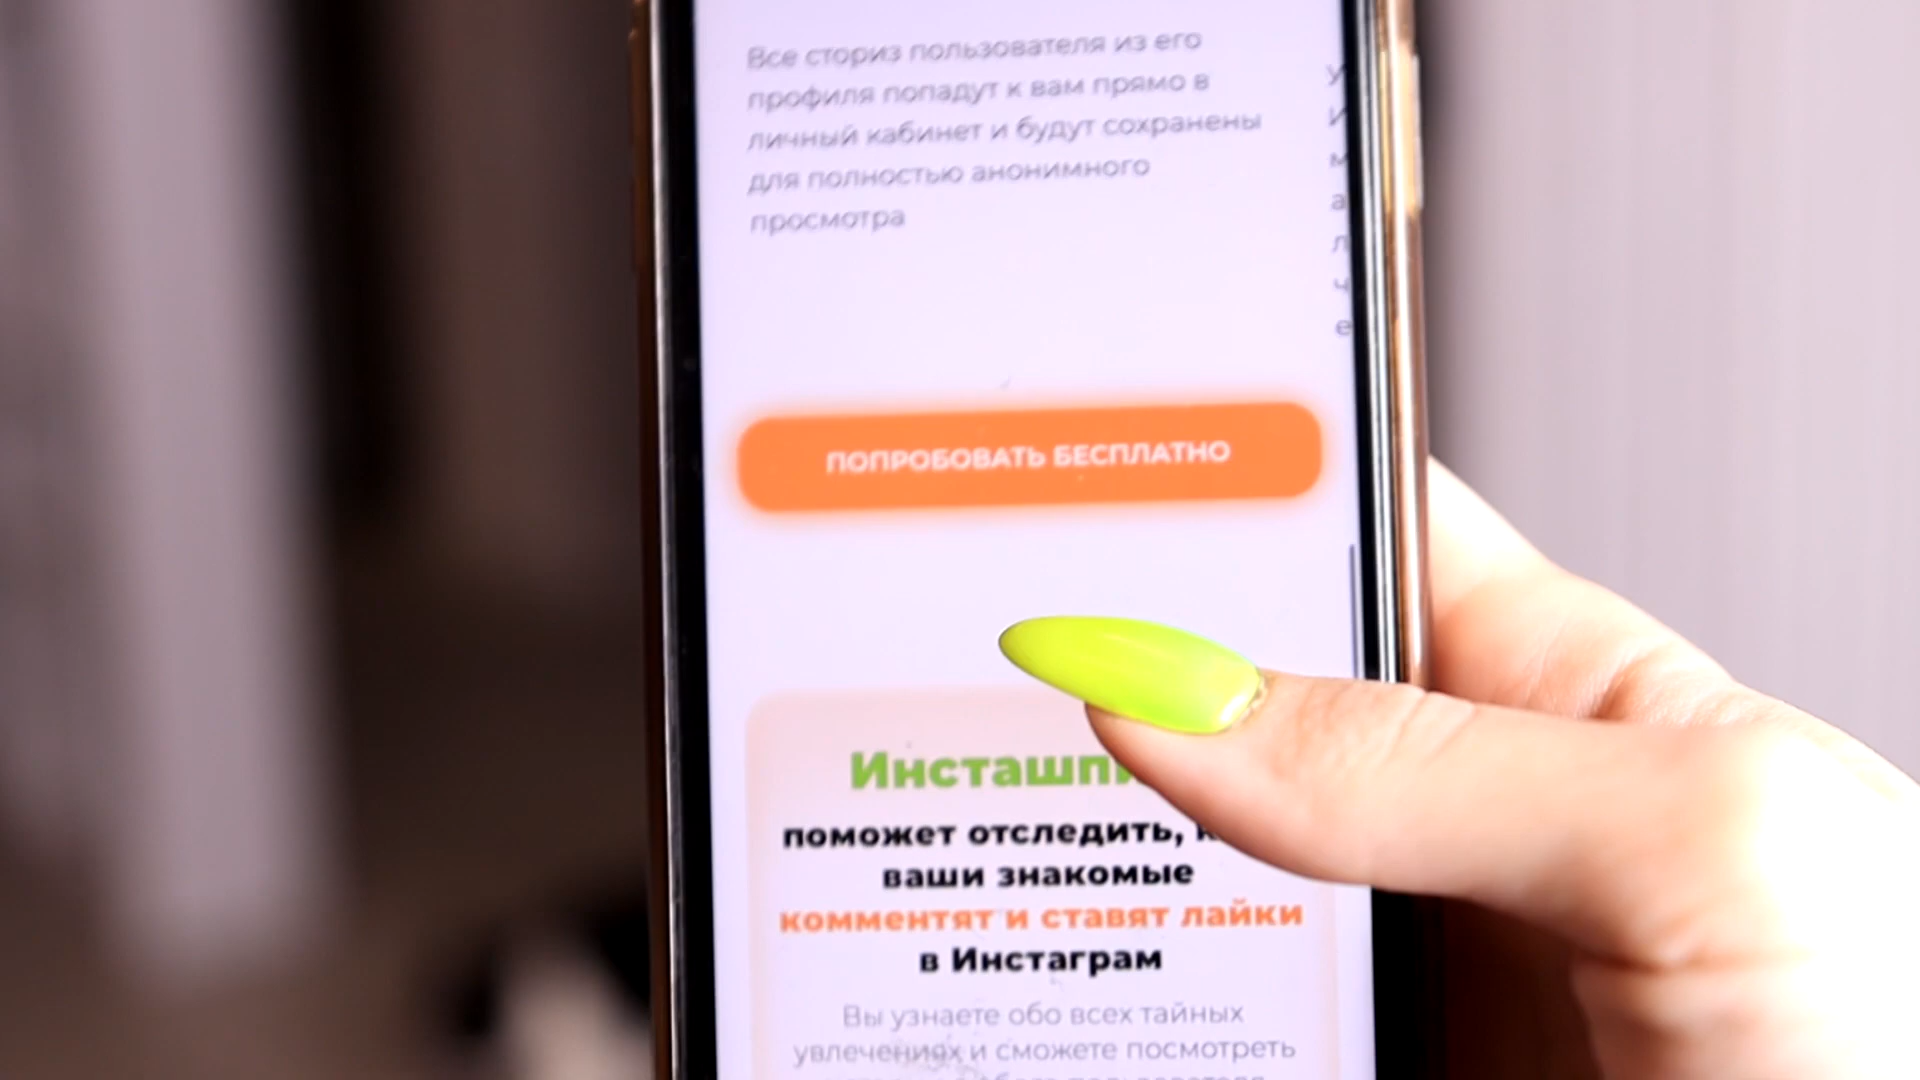 Все сториз пользователя из его
профиля попадут к вам прямо в
личный кабинет и будут сохранены
для полностью анонимного
просмотра
ПОПРОБОВАТЬ БЕСПЛАТНО
поможет отследить,
ваши знакомые
комментят и ставят лайки
в Инстаграм
Вы узнаете обо всех тайных
увлечениях и сможете посмотреть